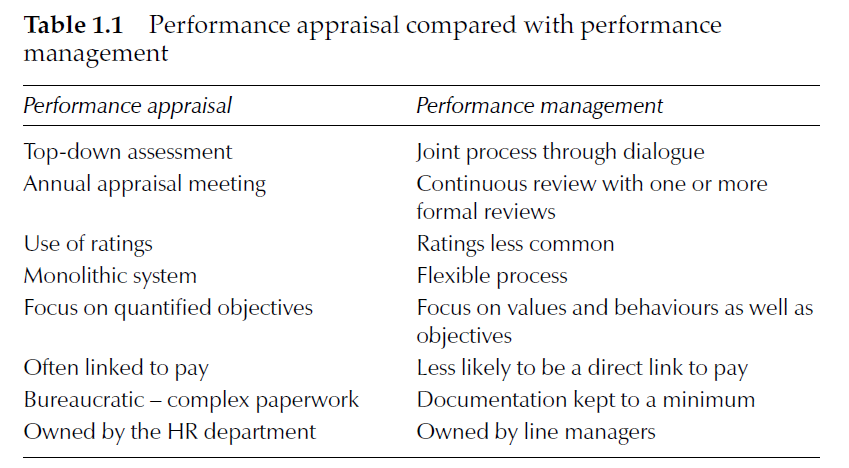 Table 1.1 Performance appraisal compared with performance
management
Performance appraisal Performance management
Top-down assessment Joint process through dialogue
Annual appraisal meeting Continuous review with one or more
formal reviews
Use of ratings Ratings less common
Monolithic system Flexible process
Focus on quantified objectives Focus on values and behaviours as well as
objectives
Often linked to pay Less likely to be a direct link to pay
Bureaucratic – complex paperwork Documentation kept to a minimum
Owned by the HR department Owned by line managers